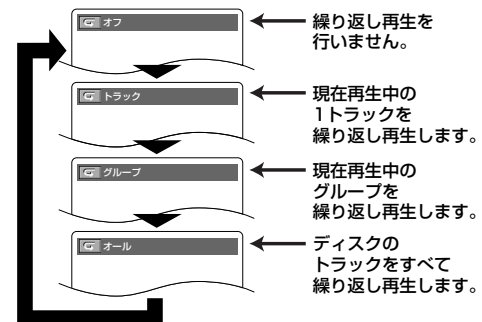 オフ
繰り返し再生を
行いません。
トラック
現在再生中の
1トラックを
繰り返し再生します。
グループ
現在再生中の
グループを
繰り返し再生します。
オール
ディスクの
トラックをすべて
繰り返し再生します。